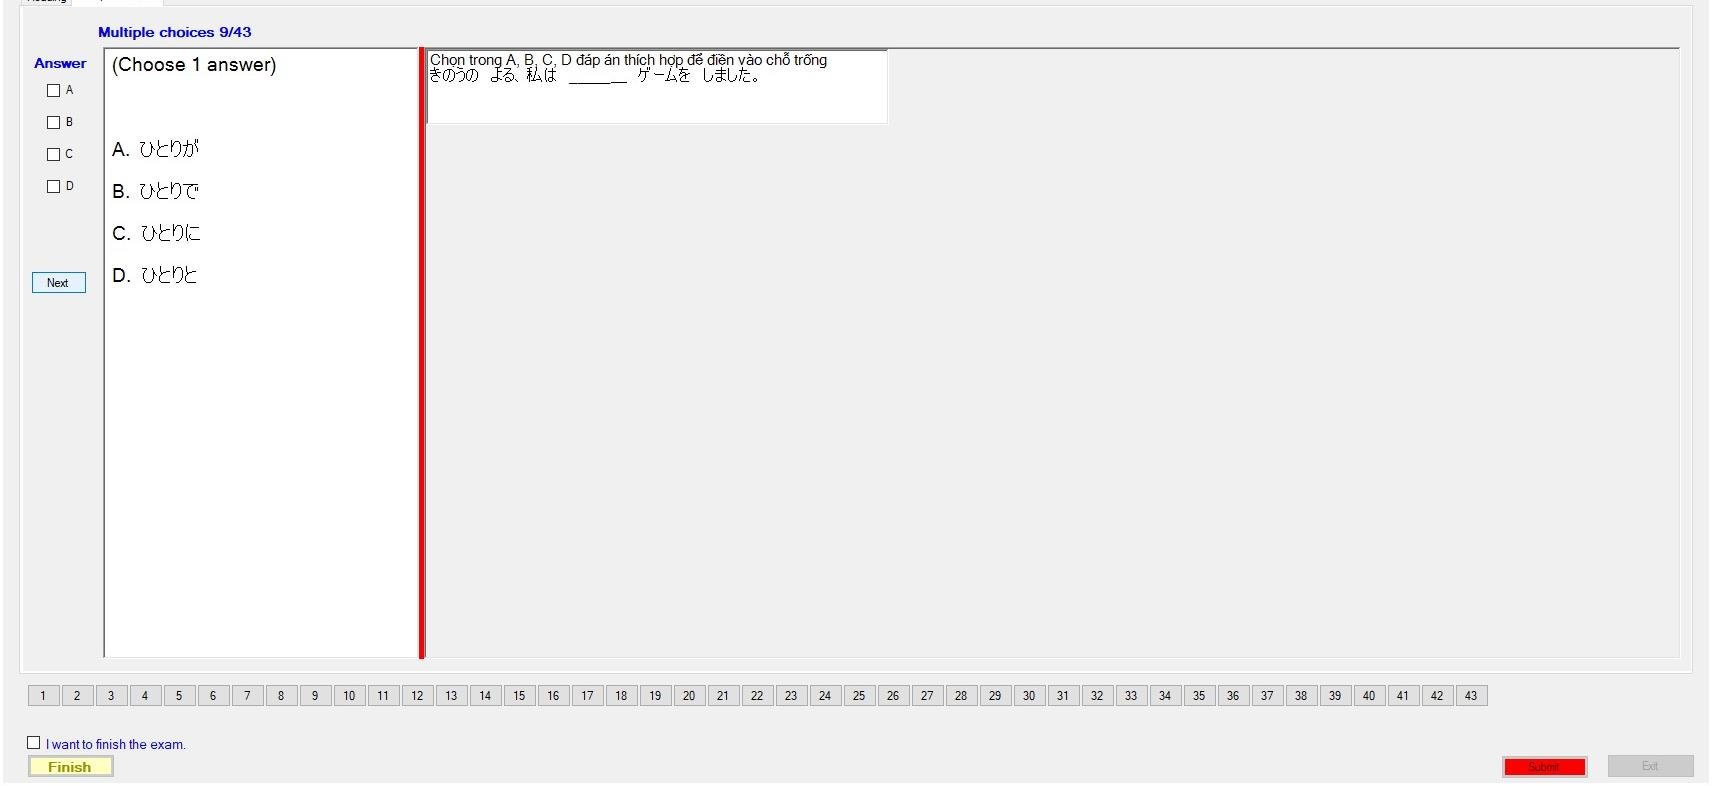 Multiple choices 9/43
Answer
A
B
C
D
Next
(Choose 1 answer)
A. ひとりが
B. ひとりで
C. ひとりに
D. ひとりと
Chọn trong A, B, C, D đáp án thích hợp để điền vào chỗ trống
きのうの よる、私は ______ ゲームを しました。
1 2 3 4 5 6 7 8 9 10 11 12 13 14 15 16 17 18 19 20 21 22 23 24 25 26 27 28 29 30 31 32 33 34 35 36 37 38 39 40 41 42 43
I want to finish the exam.
Finish
Submit
Exit